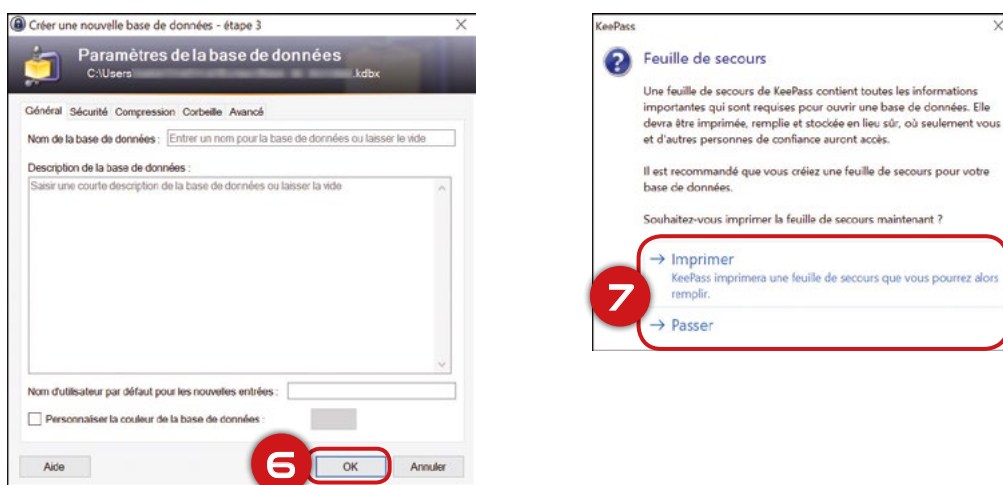 Créer une nouvelle base de données - étape 3
Paramètres de la base de données
C:\Users .kdbx
Général Sécurité Compression Corbeille Avancé
Nom de la base de données : Entrer un nom pour la base de données ou laisser le vide
Description de la base de données :
Saisir une courte description de la base de données ou laisser la vide
Nom d'utilisateur par défaut pour les nouvelles entrées :
Personnaliser la couleur de la base de données :
Aide
6
OK
Annuler
KeePass
Feuille de secours
Une feuille de secours de KeePass contient toutes les informations
importantes qui sont requises pour ouvrir une base de données. Elle
devra être imprimée, remplie et stockée en lieu sûr, où seulement vous
et d'autres personnes de confiance auront accès.
Il est recommandé que vous créiez une feuille de secours pour votre
base de données.
Souhaitez-vous imprimer la feuille de secours maintenant ?
7
→ Imprimer
KeePass imprimera une feuille de secours que vous pourrez alors
remplir.
→ Passer